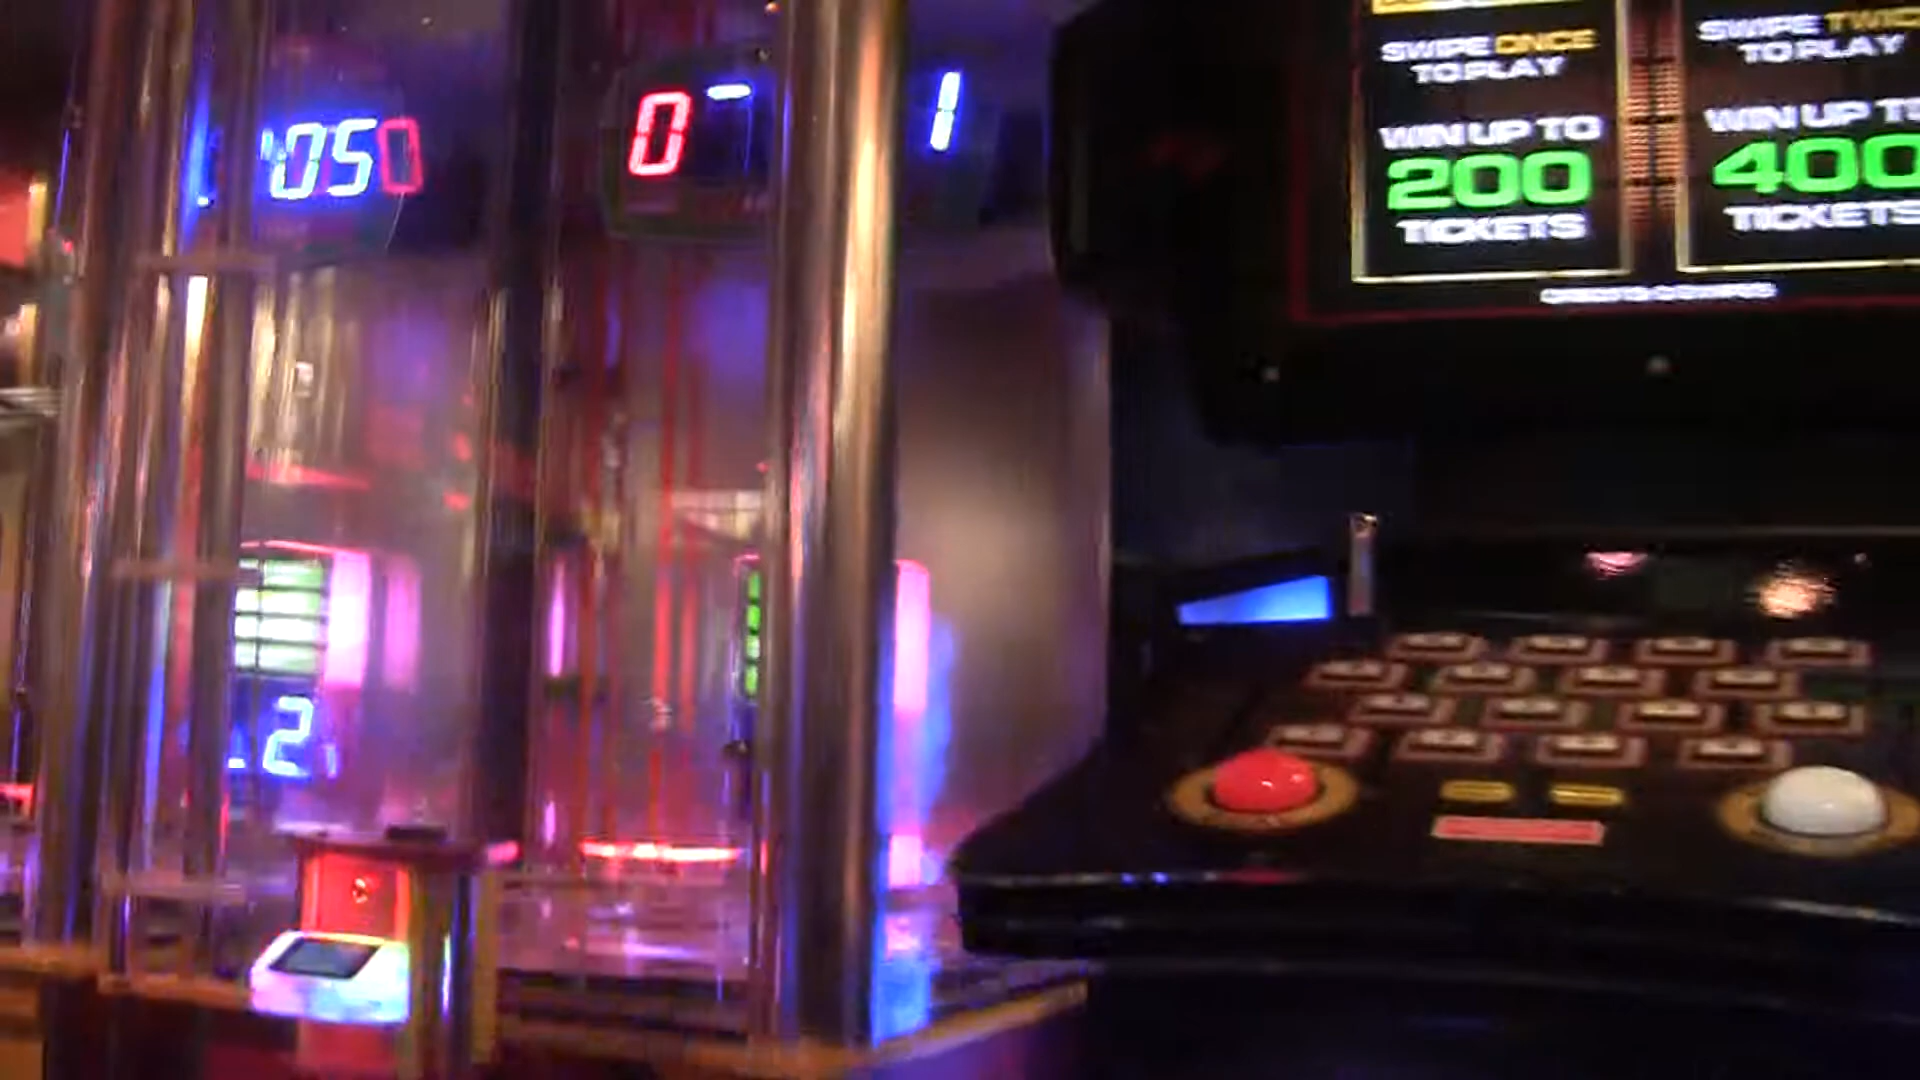 050
0
1
2
SWIPE ONCE
TO PLAY
WIN UP TO
200
TICKETS
SWIPE TWIC
TO PLAY
WIN UP T
400
TICKETS